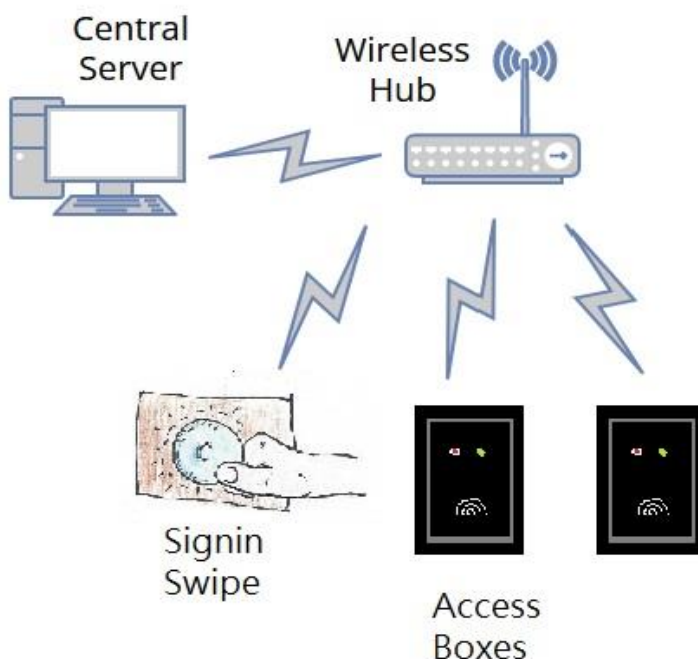 Central
Server
Wireless
Hub
Signin
Swipe
Access
Boxes